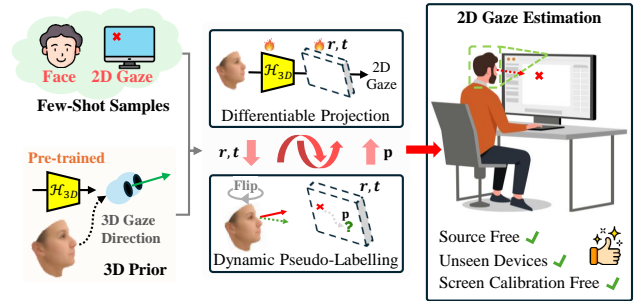 Face
2D Gaze
Few-Shot Samples
Pre-trained
H3D
3D Gaze
Direction
3D Prior
H3D
r, t
2D
Gaze
Differentiable Projection
r, t
p
Flip
r, t
p
?
Dynamic Pseudo-Labelling
2D Gaze Estimation
Source Free
Unseen Devices
Screen Calibration Free